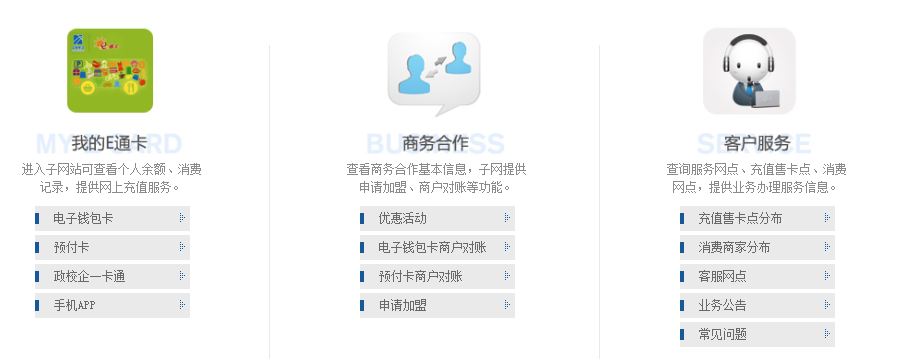 我的E通卡
进入子网站可查看个人余额、消费
记录，提供网上充值服务。
电子钱包卡
预付卡
政校企一卡通
手机APP
BUSINESS
商务合作
查看商务合作基本信息，子网提供
申请加盟、商户对账等功能。
优惠活动
电子钱包卡商户对账
预付卡商户对账
申请加盟
SERVICE
客户服务
查询服务网点、充值售卡点、消费
网点，提供业务办理服务信息。
充值售卡点分布
消费商家分布
客服网点
业务公告
常见问题